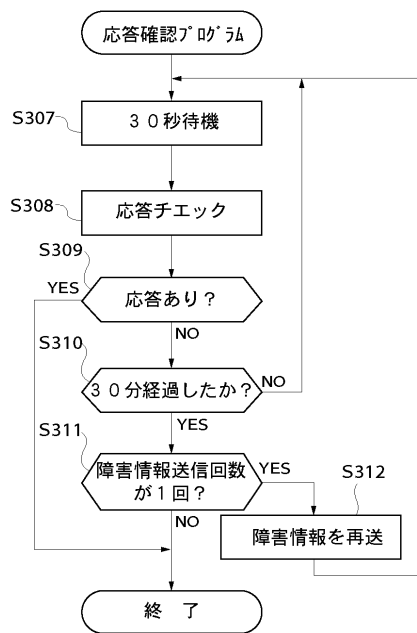 応答確認ﾌﾟﾛｸﾞﾗﾑ
S307
３０秒待機
S308
応答チエック
S309
YES
応答あり？
NO
S310
３０分経過したか？
NO
YES
S311
障害情報送信回数
が１回？
YES
NO
S312
障害情報を再送
終　了